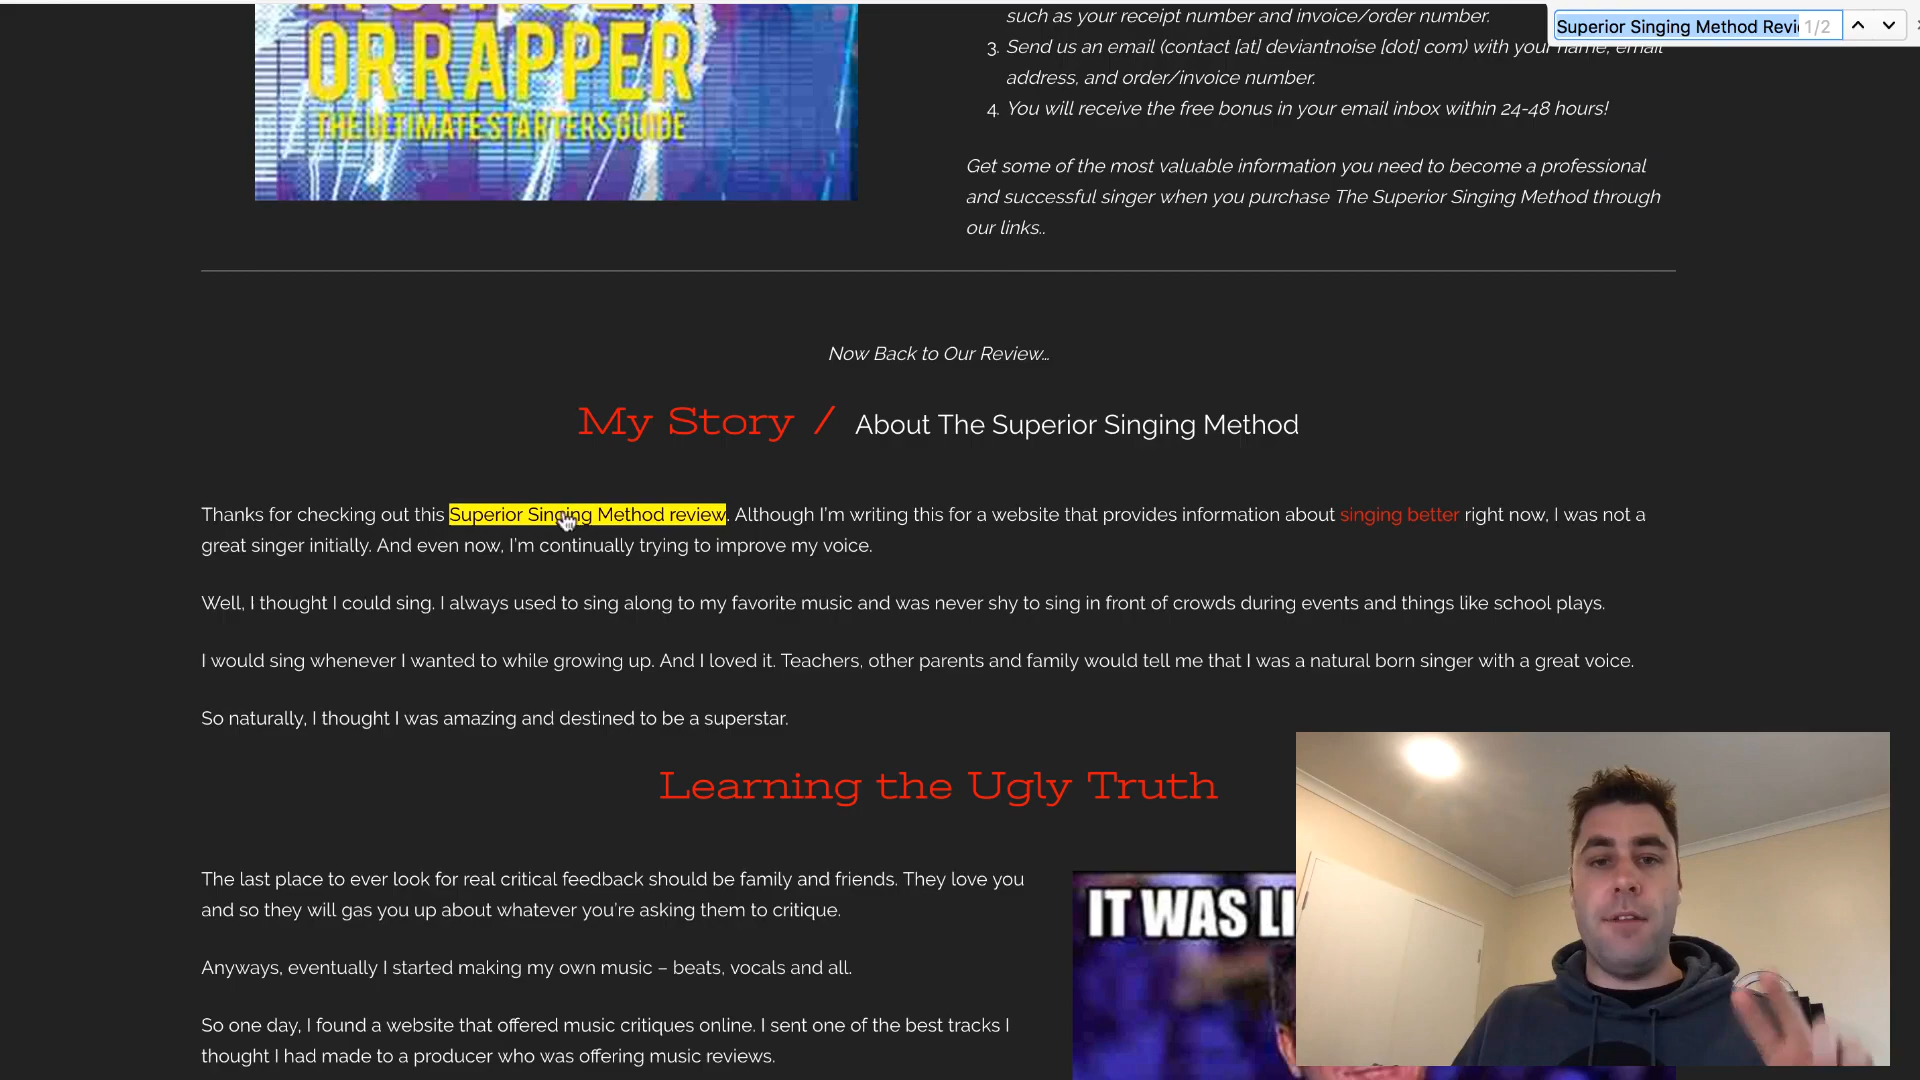 OR RAPPER
THE ULTIMATE STARTERS GUIDE
such as your receipt number and invoice/order number.
3. Send us an email (contact [at] deviantnoise [dot] com) with your name, email
address, and order/invoice number.
4. You will receive the free bonus in your email inbox within 24-48 hours!
Get some of the most valuable information you need to become a professional
and successful singer when you purchase The Superior Singing Method through
our links..
Superior Singing Method Revi 1/2
Now Back to Our Review...
My Story / About The Superior Singing Method
Thanks for checking out this Superior Singing Method review. Although I'm writing this for a website that provides information about singing better right now, I was not a
great singer initially. And even now, I'm continually trying to improve my voice.
Well, I thought I could sing. I always used to sing along to my favorite music and was never shy to sing in front of crowds during events and things like school plays.
I would sing whenever I wanted to while growing up. And I loved it. Teachers, other parents and family would tell me that I was a natural born singer with a great voice.
So naturally, I thought I was amazing and destined to be a superstar.
Learning the Ugly Truth
The last place to ever look for real critical feedback should be family and friends. They love you
and so they will gas you up about whatever you're asking them to critique.
Anyways, eventually I started making my own music – beats, vocals and all.
So one day, I found a website that offered music critiques online. I sent one of the best tracks I
thought I had made to a producer who was offering music reviews.
IT WAS LI